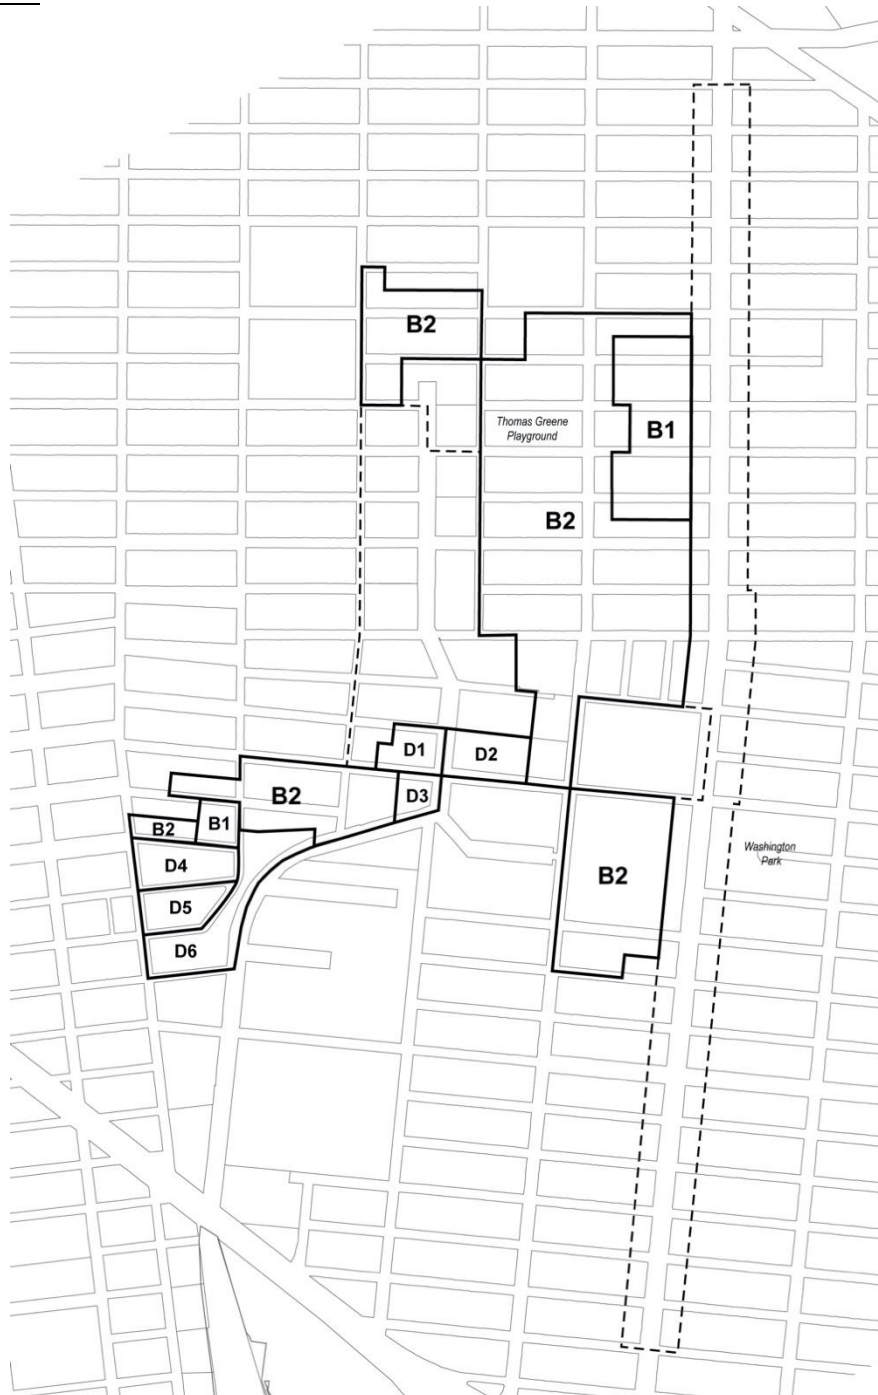 B2
Thomas Greene
Playground
B1
B2
D1
D2
B2
D3
B2
B1
Washington
Park
D4
B2
D5
D6